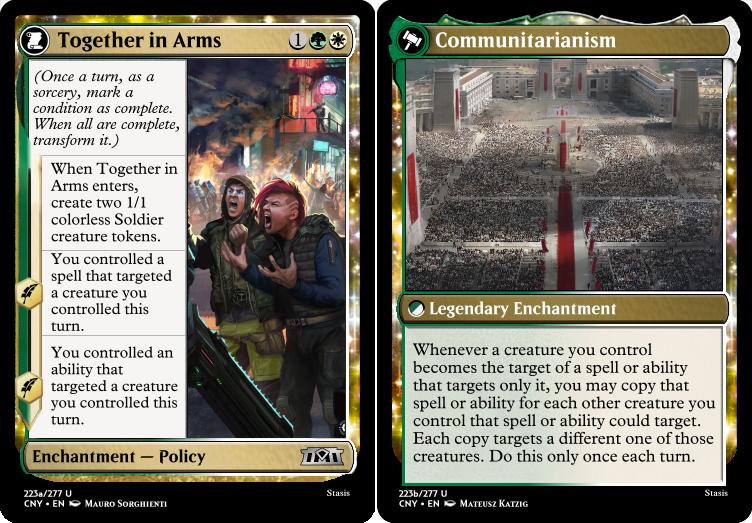 Together in Arms 1
(Once a turn, as a
sorcery, mark a
condition as complete.
When all are complete,
transform it.)
When Together in
Arms enters,
create two 1/1
colorless Soldier
creature tokens.
You controlled a
spell that targeted
a creature you
controlled this
turn.
You controlled an
ability that
targeted a creature
you controlled this
turn.
Enchantment — Policy
223a/277 U
CNY • EN Mauro Sorghienti
Stasis
Communitarianism
Legendary Enchantment
Whenever a creature you control
becomes the target of a spell or ability
that targets only it, you may copy that
spell or ability for each other creature you
control that spell or ability could target.
Each copy targets a different one of those
creatures. Do this only once each turn.
223b/277 U
CNY • EN Mateusz Katzig
Stasis